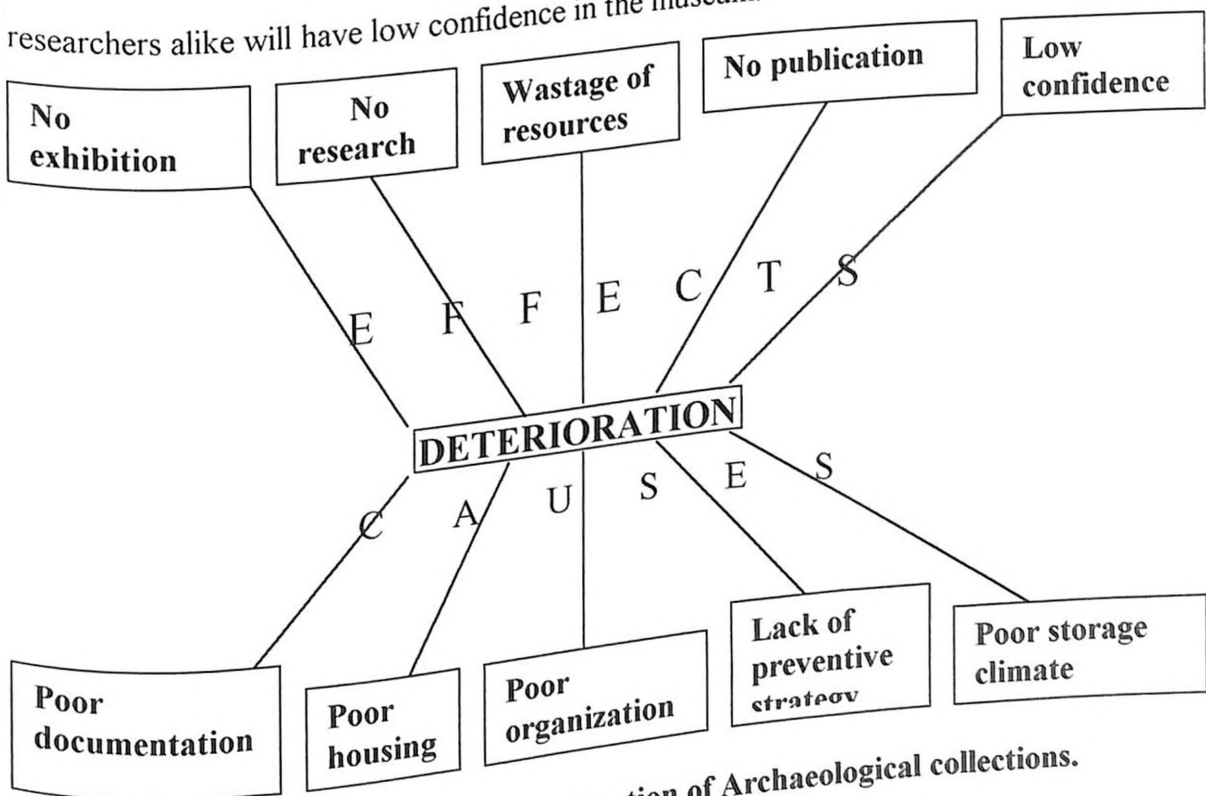 researchers alike will have low confidence in the
No
exhibition
No
research
Wastage of
resources
No publication
Low
confidence
E F F E C T S
DETERIORATION
C A U S E S
Poor
documentation
Poor
housing
Poor
organization
Lack of
preventive
strategy
Poor storage
climate
of Archaeological collections.